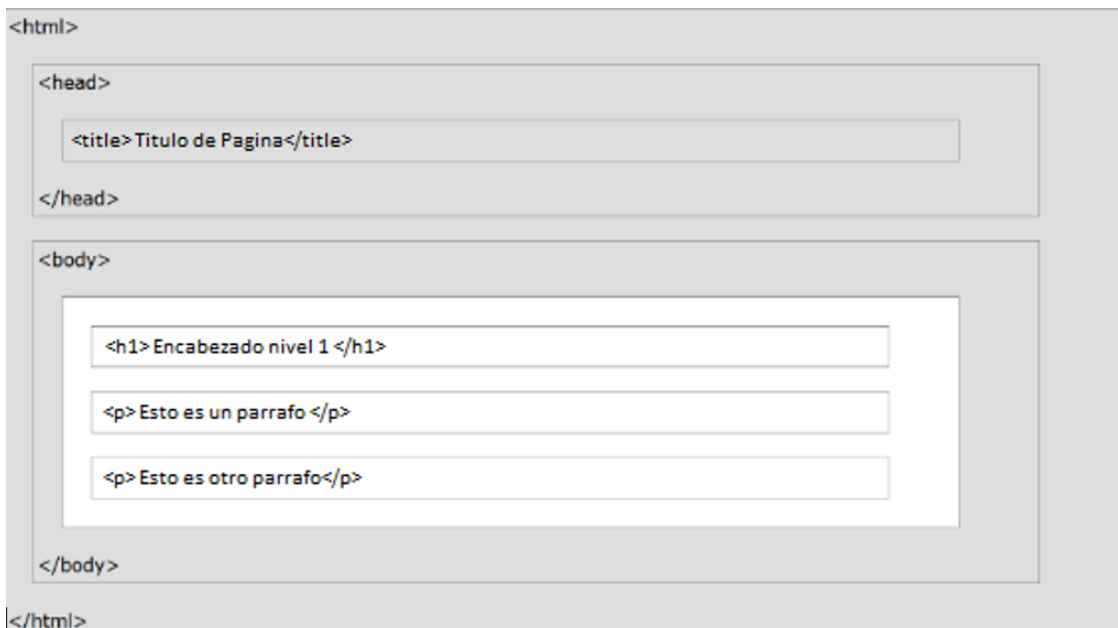 <html>
<head>
<title>Titulo de Pagina</title>
</head>
<body>
<h1> Encabezado nivel 1 </h1>
<p> Esto es un parrafo </p>
<p> Esto es otro parrafo</p>
</body>
</html>